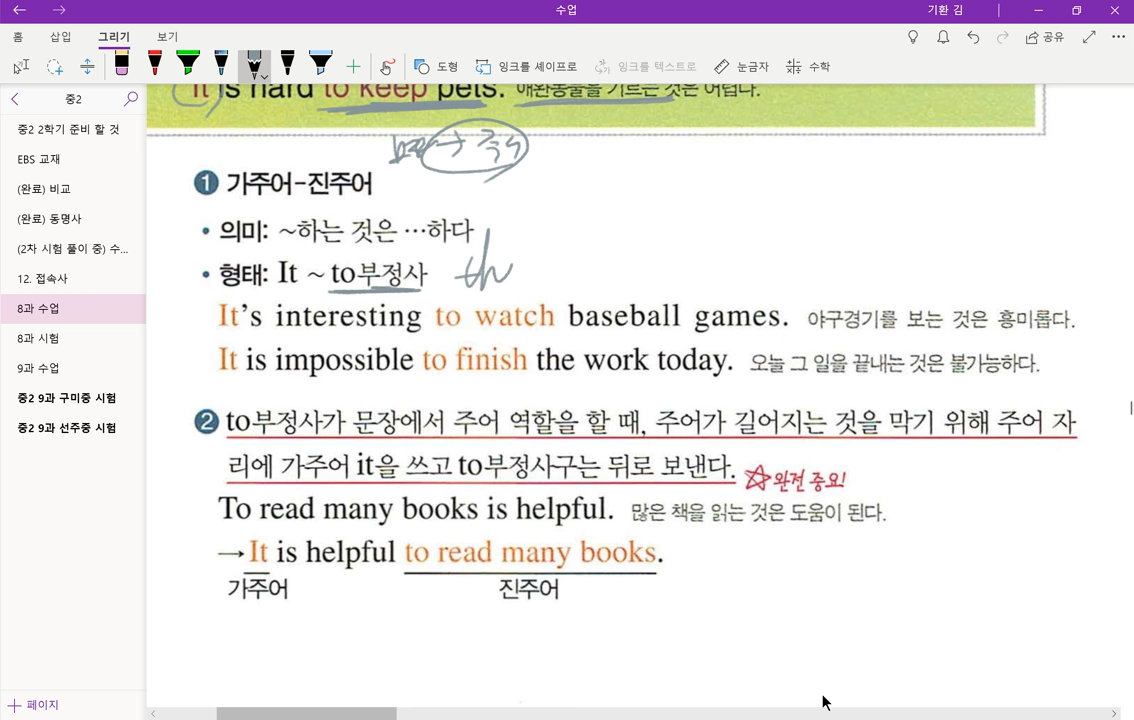 수업
기환 김
홈 삽입 그리기 보기
공유
도형 잉크를 셰이프로 잉크를 텍스트로 눈금자 수학
중2
중2 2학기 준비 할 것
EBS 교재
(완료) 비교
(완료) 동명사
(2차 시험 풀이 중) 수...
12. 접속사
8과 수업
8과 시험
9과 수업
중2 9과 구미중 시험
중2 9과 선주중 시험
페이지
It is hard to keep pets. 애완동물을 기르는 것은 어렵다.
1 가주어-진주어
• 의미: ~하는 것은 …하다
• 형태: It ~ to부정사 th
It's interesting to watch baseball games. 야구경기를 보는 것은 흥미롭다.
It is impossible to finish the work today. 오늘 그 일을 끝내는 것은 불가능하다.
2 to부정사가 문장에서 주어 역할을 할 때, 주어가 길어지는 것을 막기 위해 주어 자
리에 가주어 it을 쓰고 to부정사구는 뒤로 보낸다. ☆완전 중요!
To read many books is helpful. 많은 책을 읽는 것은 도움이 된다.
→ It is helpful to read many books.
가주어 진주어